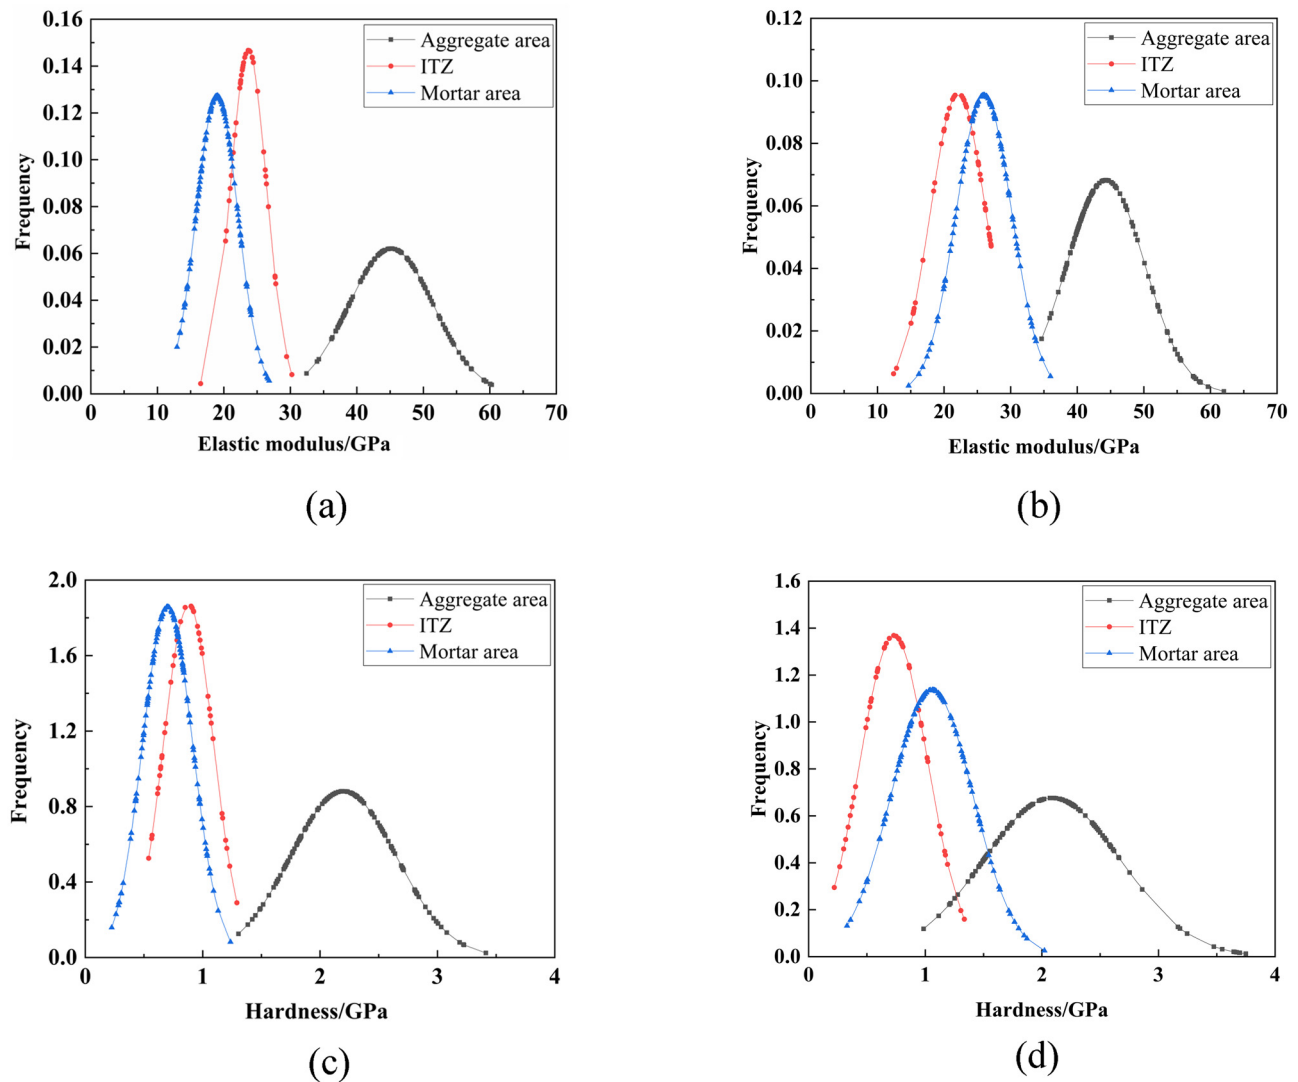 0.16
0.14
0.12
0.10
0.08
0.06
0.04
0.02
0.00
Frequency
Aggregate area
ITZ
Mortar area
0 10 20 30 40 50 60 70
Elastic modulus/GPa
(a)
0.12
0.10
0.08
0.06
0.04
0.02
0.00
Frequency
Aggregate area
ITZ
Mortar area
0 10 20 30 40 50 60 70
Elastic modulus/GPa
(b)
2.0
1.6
1.2
0.8
0.4
0.0
Frequency
Aggregate area
ITZ
Mortar area
0 1 2 3 4
Hardness/GPa
(c)
1.6
1.4
1.2
1.0
0.8
0.6
0.4
0.2
0.0
Frequency
Aggregate area
ITZ
Mortar area
0 1 2 3 4
Hardness/GPa
(d)